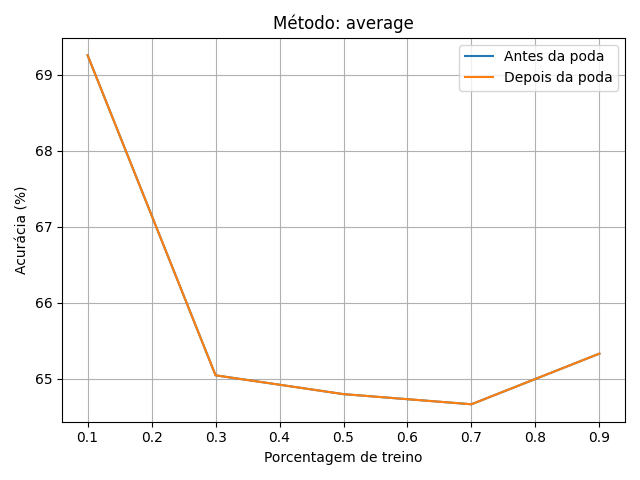 Método: average
Antes da poda
Depois da poda
Acurácia (%)
69
68
67
66
65
0.1 0.2 0.3 0.4 0.5 0.6 0.7 0.8 0.9
Porcentagem de treino